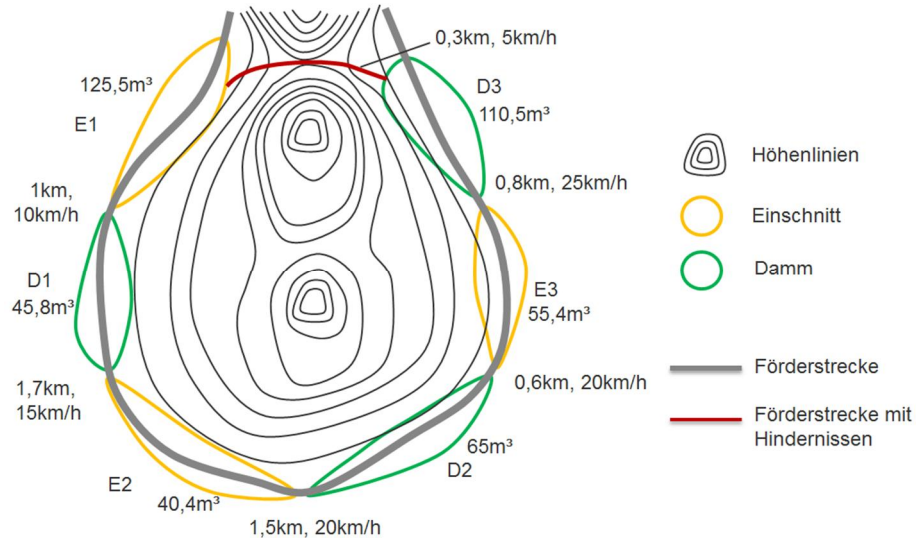 0,3km, 5km/h
125,5m³
E1
D3
110,5m³
1km,
10km/h
0,8km, 25km/h
D1
45,8m³
E3
55,4m³
1,7km,
15km/h
0,6km, 20km/h
E2
40,4m³
65m³
D2
1,5km, 20km/h
Höhenlinien
Einschnitt
Damm
Förderstrecke
Förderstrecke mit
Hindernissen